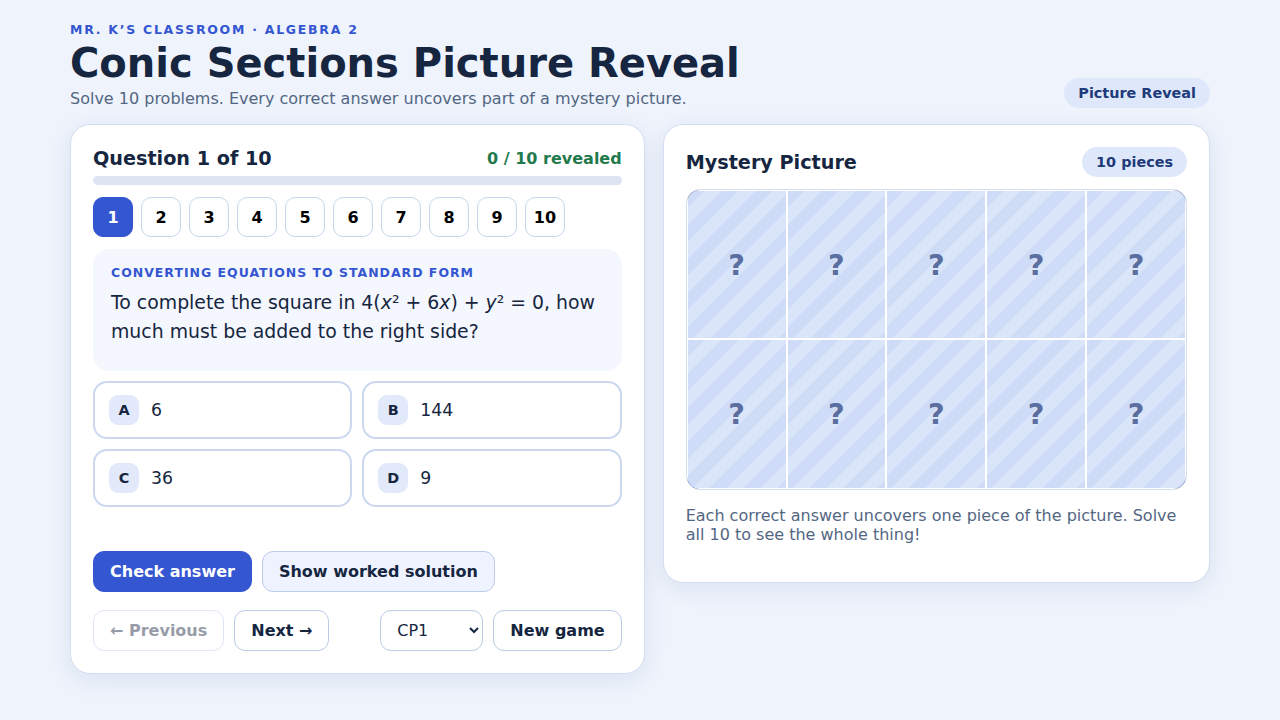 MR. K’S CLASSROOM · ALGEBRA 2
Conic Sections Picture Reveal
Solve 10 problems. Every correct answer uncovers part of a mystery picture.
Picture Reveal
Question 1 of 10
0 / 10 revealed
1 2 3 4 5 6 7 8 9 10
CONVERTING EQUATIONS TO STANDARD FORM
To complete the square in 4(x² + 6x) + y² = 0, how
much must be added to the right side?
A 6
B 144
C 36
D 9
Check answer
Show worked solution
← Previous
Next →
CP1
New game
Mystery Picture
10 pieces
? ? ? ? ?
? ? ? ? ?
Each correct answer uncovers one piece of the picture. Solve
all 10 to see the whole thing!